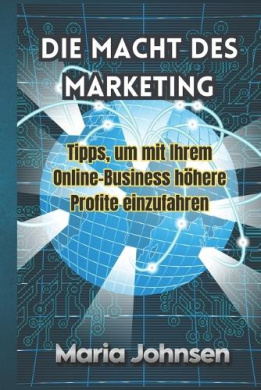 DIE MACHT DES
MARKETING
Tipps, um mit Ihrem
Online-Business höhere
Profite einzufahren
Maria Johnsen